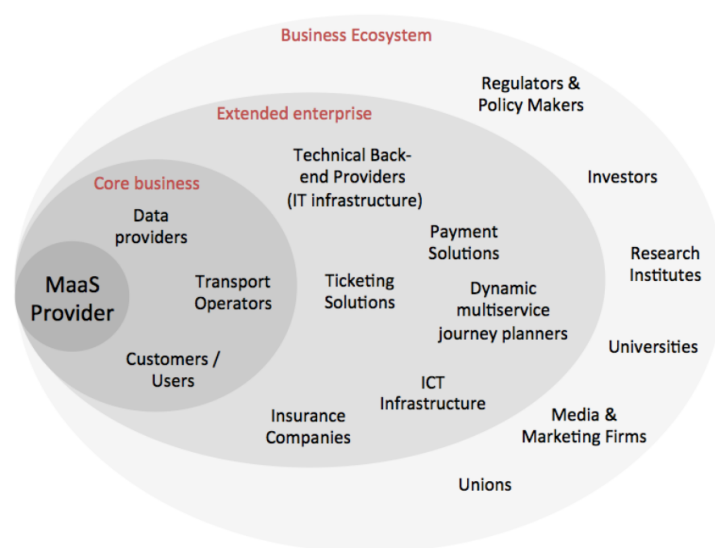 Business Ecosystem
Regulators &
Policy Makers
Extended enterprise
Technical Back-
end Providers
(IT infrastructure)
Investors
Core business
Data
providers
Payment
Solutions
Research
Institutes
MaaS
Provider
Transport
Operators
Ticketing
Solutions
Dynamic
multiservice
journey planners
Universities
Customers /
Users
ICT
Infrastructure
Insurance
Companies
Media &
Marketing Firms
Unions